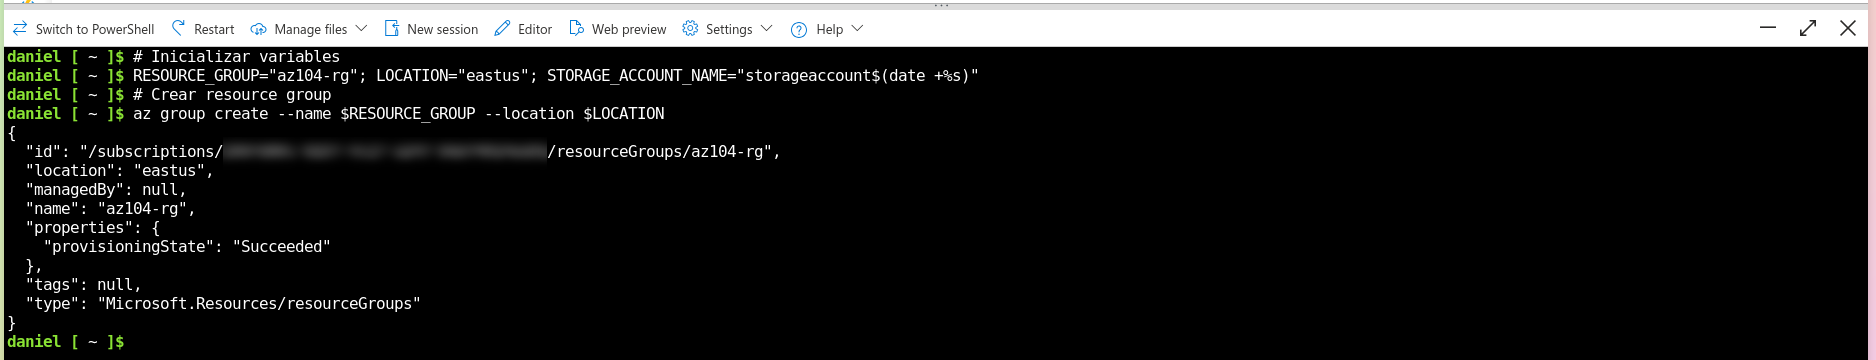 Switch to PowerShell Restart Manage files New session Editor Web preview Settings Help
daniel [ ~ ]$ # Inicializar variables
daniel [ ~ ]$ RESOURCE_GROUP="az104-rg"; LOCATION="eastus"; STORAGE_ACCOUNT_NAME="storageaccount$(date +%s)"
daniel [ ~ ]$ # Crear resource group
daniel [ ~ ]$ az group create --name $RESOURCE_GROUP --location $LOCATION
{
  "id": "/subscriptions/ /resourceGroups/az104-rg",
  "location": "eastus",
  "managedBy": null,
  "name": "az104-rg",
  "properties": {
    "provisioningState": "Succeeded"
  },
  "tags": null,
  "type": "Microsoft.Resources/resourceGroups"
}
daniel [ ~ ]$